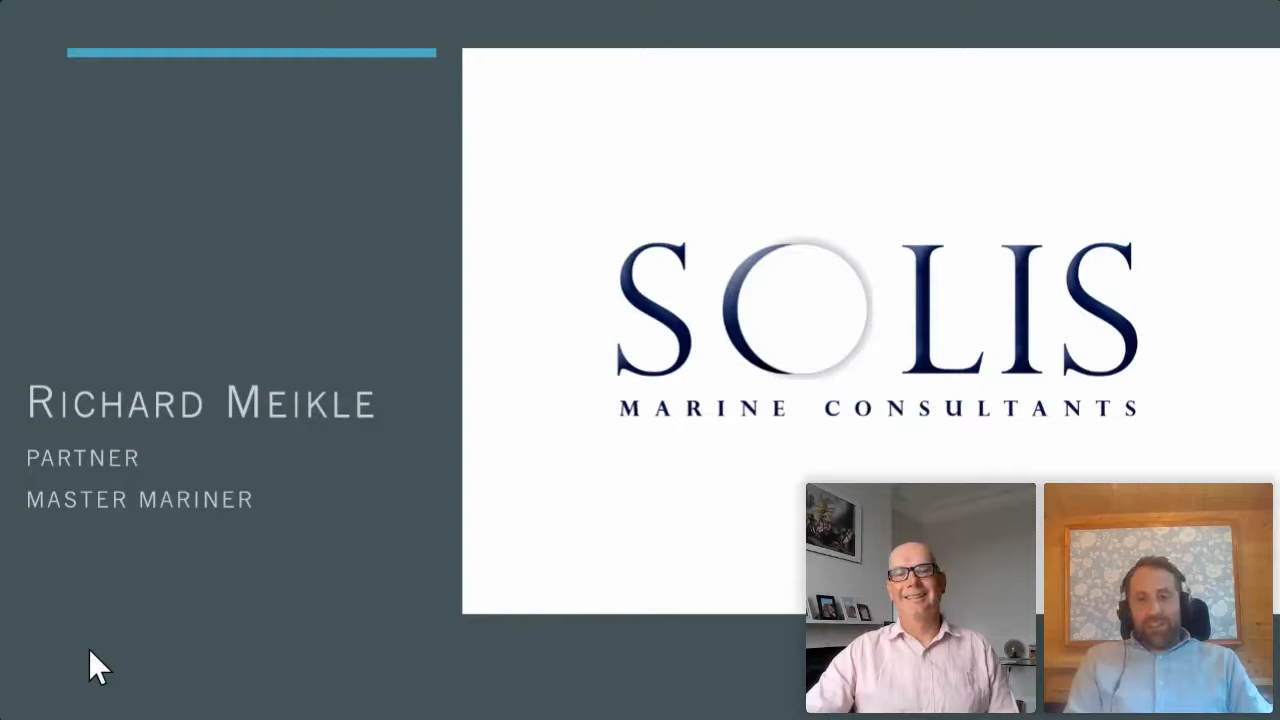 RICHARD MEIKLE
PARTNER
MASTER MARINER
SOLIS
MARINE CONSULTANTS